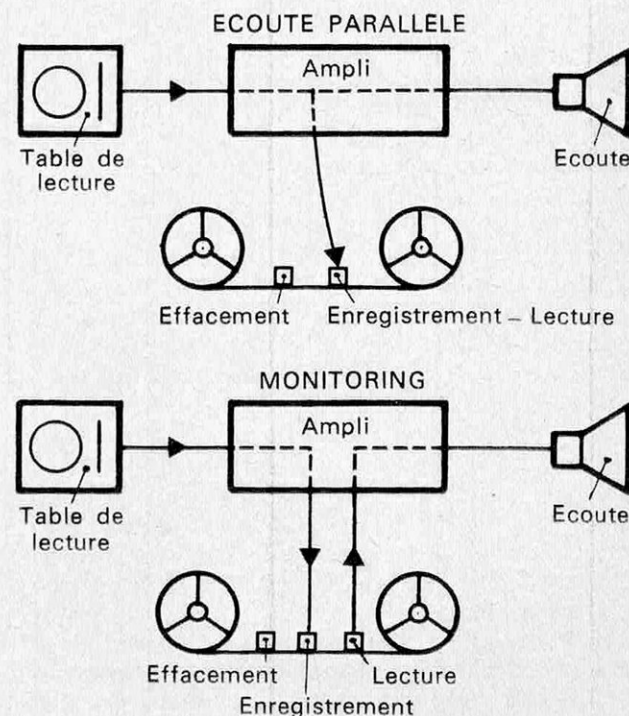 ECOUTE PARALLELE
Ampli
Table de
lecture
Ecoute
Effacement
Enregistrement – Lecture
MONITORING
Ampli
Table de
lecture
Ecoute
Effacement
Lecture
Enregistrement